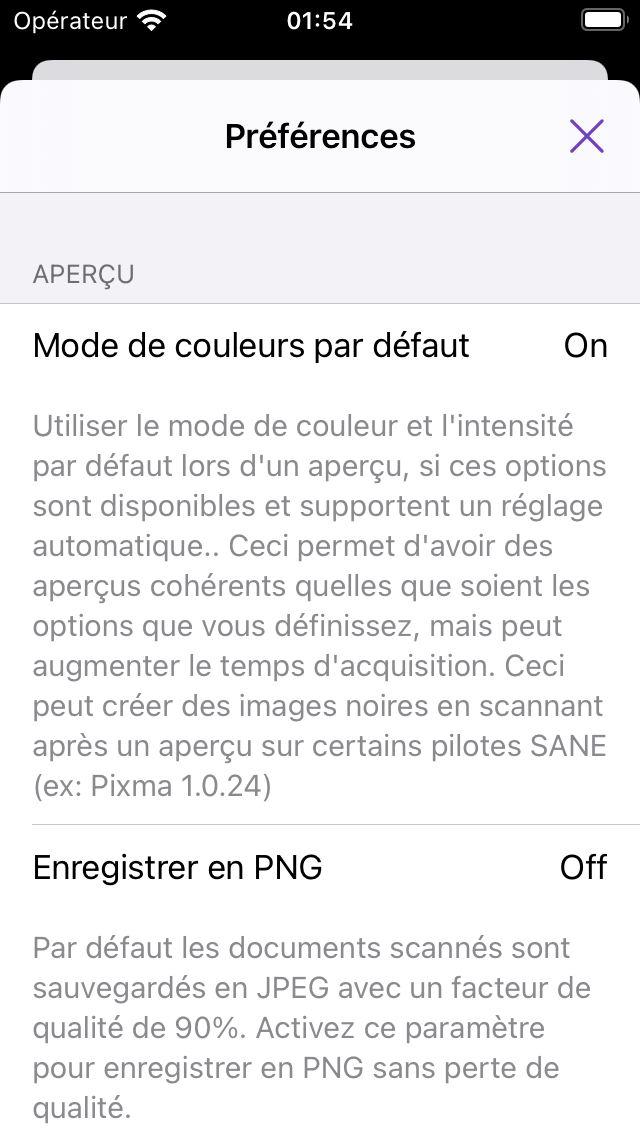 Opérateur 01:54
Préférences
APERÇU
Mode de couleurs par défaut On
Utiliser le mode de couleur et l'intensité
par défaut lors d'un aperçu, si ces options
sont disponibles et supportent un réglage
automatique.. Ceci permet d'avoir des
aperçus cohérents quelles que soient les
options que vous définissez, mais peut
augmenter le temps d'acquisition. Ceci
peut créer des images noires en scannant
après un aperçu sur certains pilotes SANE
(ex: Pixma 1.0.24)
Enregistrer en PNG Off
Par défaut les documents scannés sont
sauvegardés en JPEG avec un facteur de
qualité de 90%. Activez ce paramètre
pour enregistrer en PNG sans perte de
qualité.